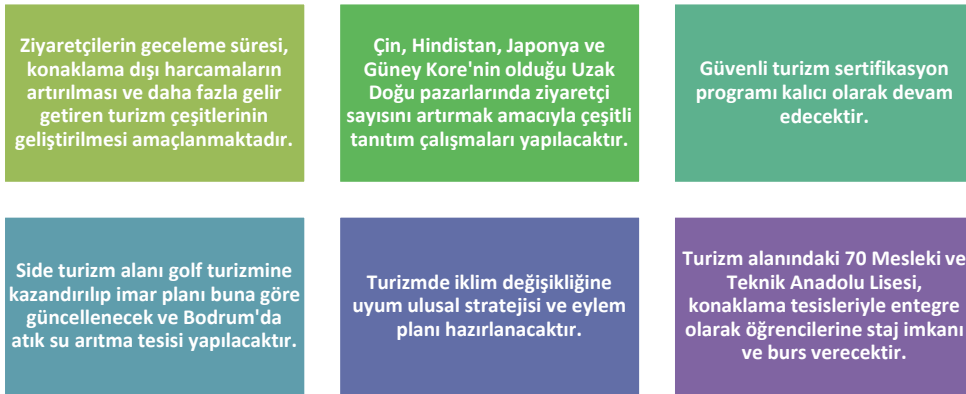 Ziyaretçilerin geceleme süresi,
konaklama dışı harcamaların
artırılması ve daha fazla gelir
getiren turizm çeşitlerinin
geliştirilmesi amaçlanmaktadır.
Çin, Hindistan, Japonya ve
Güney Kore'nin olduğu Uzak
Doğu pazarlarında ziyaretçi
sayısını artırmak amacıyla çeşitli
tanıtım çalışmaları yapılacaktır.
Güvenli turizm sertifikasyon
programı kalıcı olarak devam
edecektir.
Side turizm alanı golf turizmine
kazandırılıp imar planı buna göre
güncellenecek ve Bodrum'da
atık su arıtma tesisi yapılacaktır.
Turizmde iklim değişikliğine
uyum ulusal stratejisi ve eylem
planı hazırlanacaktır.
Turizm alanındaki 70 Mesleki ve
Teknik Anadolu Lisesi,
konaklama tesisleriyle entegre
olarak öğrencilerine staj imkanı
ve burs verecektir.